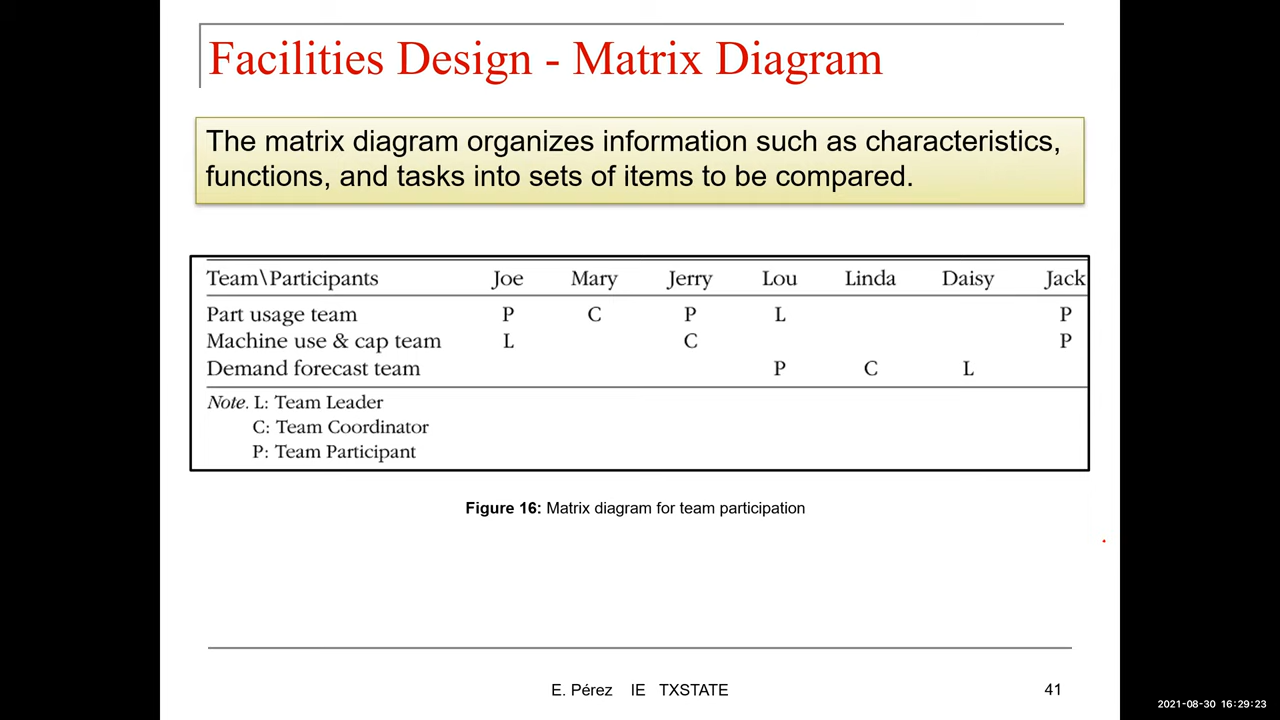 Facilities Design - Matrix Diagram
The matrix diagram organizes information such as characteristics,
functions, and tasks into sets of items to be compared.
Team\Participants Joe Mary Jerry Lou Linda Daisy Jack
Part usage team P C P L P
Machine use & cap team L C P
Demand forecast team P C L
Note. L: Team Leader
C: Team Coordinator
P: Team Participant
Figure 16: Matrix diagram for team participation
E. Pérez IE TXSTATE 41
2021-08-30 16:29:23